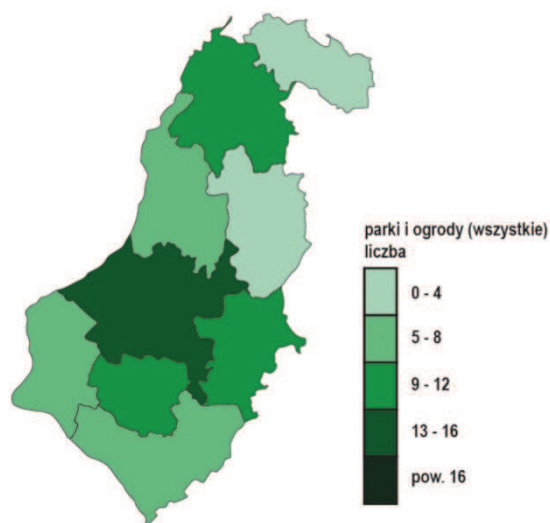 parki i ogrody (wszystkie)
liczba
0 - 4
5 - 8
9 - 12
13 - 16
pow. 16